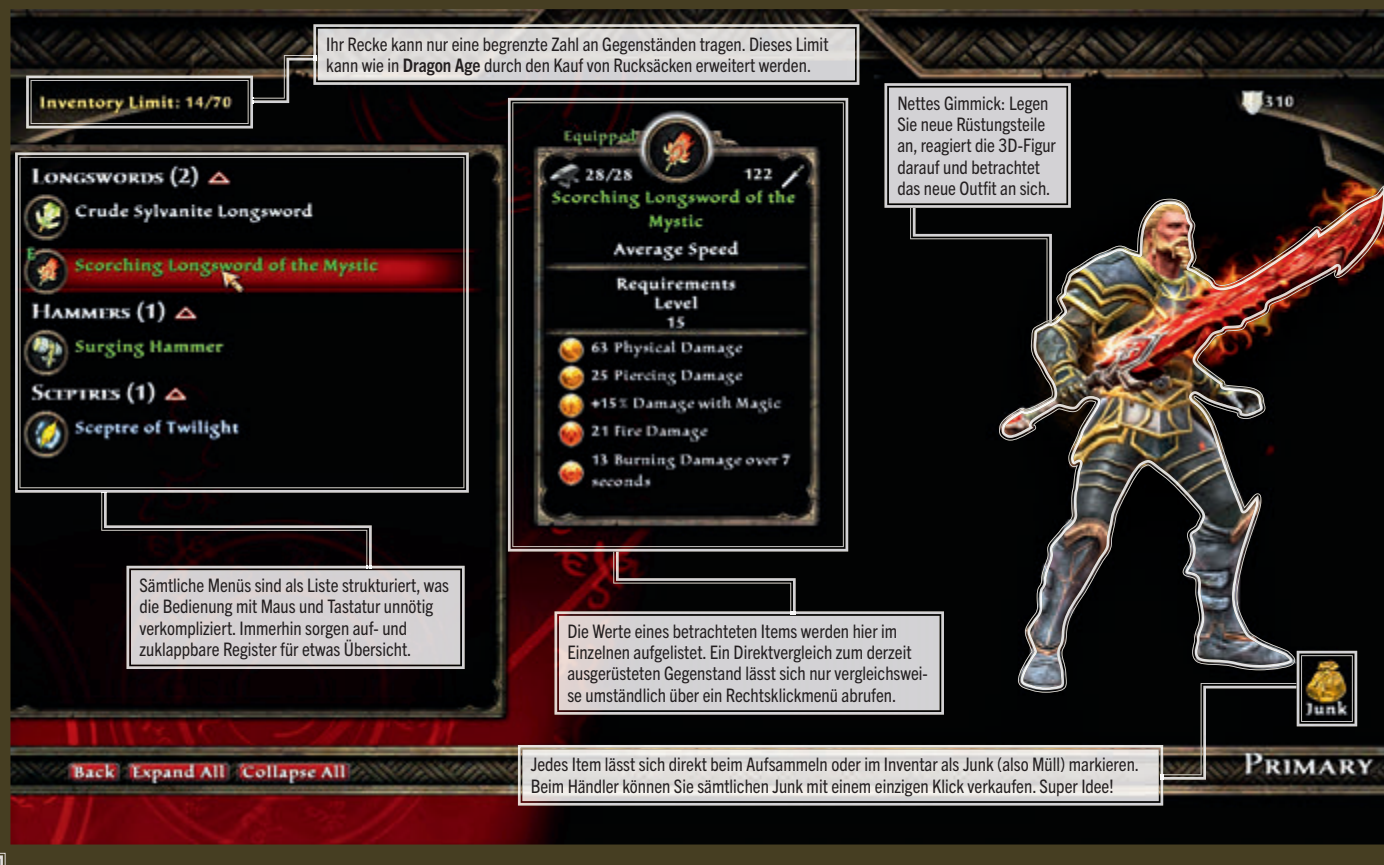 Ihr Recke kann nur eine begrenzte Zahl an Gegenständen tragen. Dieses Limit
kann wie in Dragon Age durch den Kauf von Rucksäcken erweitert werden.
Inventory Limit: 14/70
Longswords (2)
Crude Sylvanite Longsword
E
Scorching Longsword of the Mystic
Hammers (1)
Surging Hammer
Sceptres (1)
Sceptre of Twilight
Sämtliche Menüs sind als Liste strukturiert, was
die Bedienung mit Maus und Tastatur unnötig
verkompliziert. Immerhin sorgen auf- und
zuklappbare Register für etwas Übersicht.
Equipped
28/28 122
Scorching Longsword of the
Mystic
Average Speed
Requirements
Level
15
63 Physical Damage
25 Piercing Damage
+15% Damage with Magic
21 Fire Damage
13 Burning Damage over 7
seconds
Die Werte eines betrachteten Items werden hier im
Einzelnen aufgelistet. Ein Direktvergleich zum derzeit
ausgerüsteten Gegenstand lässt sich nur vergleichswei-
se umständlich über ein Rechtsklickmenü abrufen.
Nettes Gimmick: Legen
Sie neue Rüstungsteile
an, reagiert die 3D-Figur
darauf und betrachtet
das neue Outfit an sich.
310
Junk
Jedes Item lässt sich direkt beim Aufsammeln oder im Inventar als Junk (also Müll) markieren.
Beim Händler können Sie sämtlichen Junk mit einem einzigen Klick verkaufen. Super Idee!
Back Expand All Collapse All
Primary